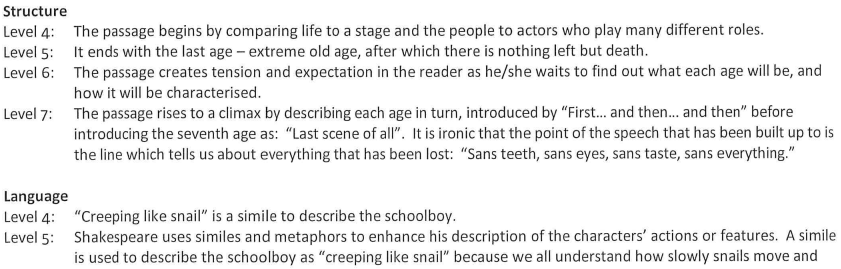 Structure
Level 4: The passage begins by comparing life to a stage and the people to actors who play many different roles.
Level 5: It ends with the last age – extreme old age, after which there is nothing left but death.
Level 6: The passage creates tension and expectation in the reader as he/she waits to find out what each age will be, and
how it will be characterised.
Level 7: The passage rises to a climax by describing each age in turn, introduced by “First... and then... and then” before
introducing the seventh age as: “Last scene of all”. It is ironic that the point of the speech that has been built up to is
the line which tells us about everything that has been lost: “Sans teeth, sans eyes, sans taste, sans everything.”
Language
Level 4: “Creeping like snail” is a simile to describe the schoolboy.
Level 5: Shakespeare uses similes and metaphors to enhance his description of the characters’ actions or features. A simile
is used to describe the schoolboy as “creeping like snail” because we all understand how slowly snails move and